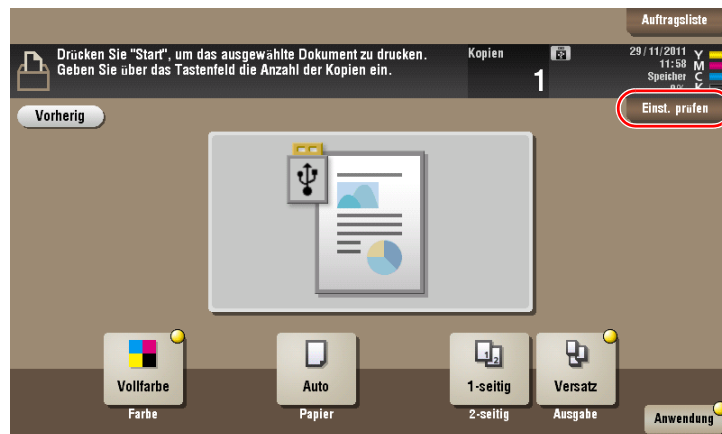 Auftragsliste
Drücken Sie "Start", um das ausgewählte Dokument zu drucken.
Geben Sie über das Tastenfeld die Anzahl der Kopien ein.
Kopien
1
29/11/2011
11:58
Speicher
Y
M
C
K
Einst. prüfen
Vorherig
1 2
Vollfarbe
Auto
1-seitig
Versatz
Farbe
Papier
2-seitig
Ausgabe
Anwendung